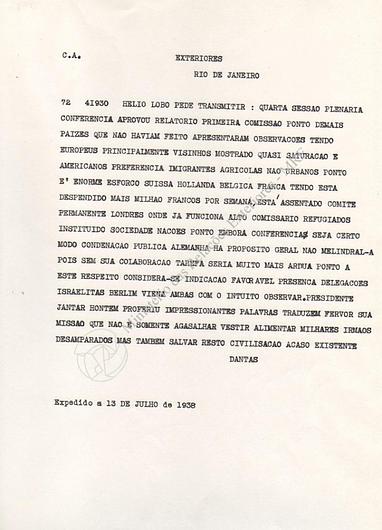 C.A.
EXTERIORES
RIO DE JANEIRO
72 41930 HELIO LOBO PEDE TRANSMITIR : QUARTA SESSAO PLENARIA
CONFERENCIA APROVOU RELATORIO PRIMEIRA COMISSAO PONTO DEMAIS
PAIZES QUE NAO HAVIAM FEITO APRESENTARAM OBSERVACOES TENDO
EUROPEUS PRINCIPALMENTE VISINHOS MOSTRADO QUASI SATURACAO E
AMERICANOS PREFERENCIA IMIGRANTES AGRICOLAS NAO URBANOS PONTO
E' ENORME ESFORCO SUISSA HOLLANDA BELGICA FRANCA TENDO ESTA
DESPENDIDO MAIS MILHAO FRANCOS POR SEMANA, ESTA ASSENTADO COMITE
PERMANENTE LONDRES ONDE JA FUNCIONA ALTO COMISSARIO REFUGIADOS
INSTITUIDO SOCIEDADE NACOES PONTO EMBORA CONFERENCIA SEJA CERTO
MODO CONDENACAO PUBLICA ALEMANHA HA PROPOSITO GERAL NAO MELINDRAL-A
POIS SEM SUA COLABORACAO TAREFA SERIA MUITO MAIS ARDUA PONTO A
ESTE RESPEITO CONSIDERA-SE INDICACAO FAVORAVEL PRESENCA DELEGACOES
ISRAELITAS BERLIM VIENA AMBAS COM O INTUITO OBSERVAR. PRESIDENTE
JANTAR HONTEM PROFERIU IMPRESSIONANTES PALAVRAS TRADUZEM FERVOR SUA
MISSAO QUE NAO E SOMENTE AGASALHAR VESTIR ALIMENTAR MILHARES IRMAOS
DESAMPARADOS MAS TAMBEM SALVAR RESTO CIVILISACAO ACASO EXISTENTE
DANTAS
Expedido a 13 DE JULHO de 1938
Ministério das Relações Exteriores - MRE